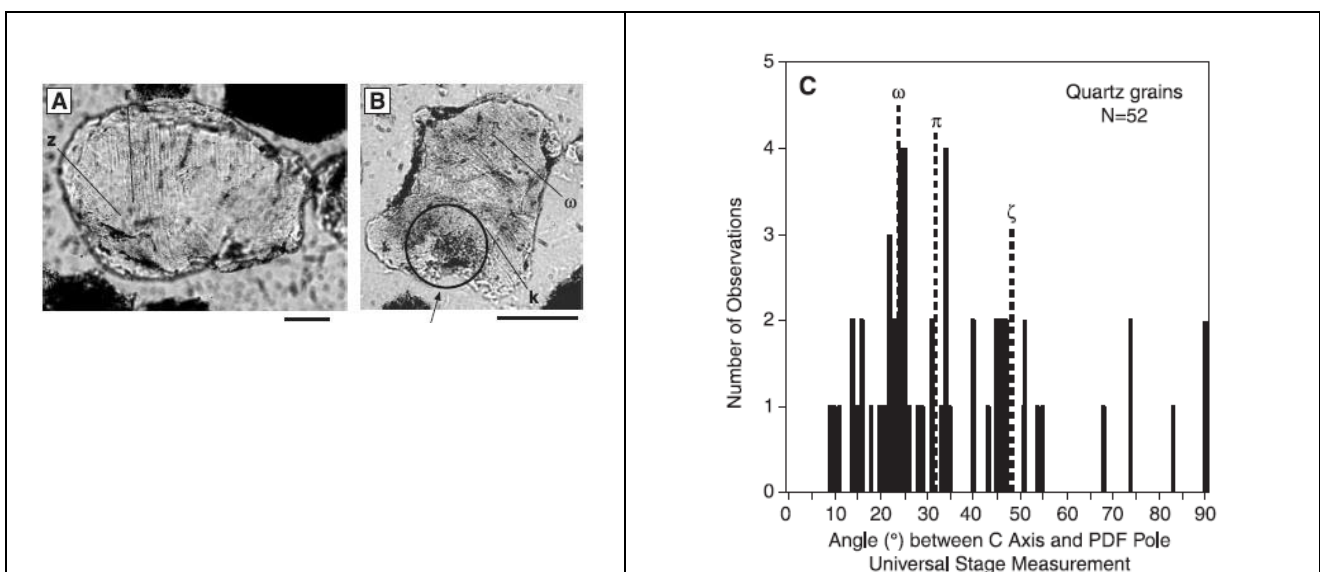 A
z
r
B
ω
k
C
Quartz grains
N=52
ω
π
ζ
5
4
3
2
1
0
Number of Observations
0 10 20 30 40 50 60 70 80 90
Angle (°) between C Axis and PDF Pole
Universal Stage Measurement